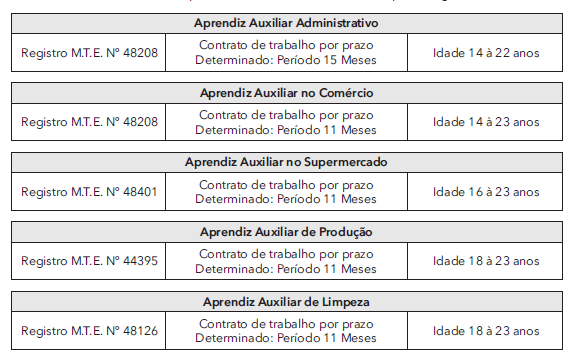 Aprendiz Auxiliar Administrativo
Registro M.T.E. Nº 48208
Contrato de trabalho por prazo
Determinado: Período 15 Meses
Idade 14 à 22 anos
Aprendiz Auxiliar no Comércio
Registro M.T.E. Nº 48208
Contrato de trabalho por prazo
Determinado: Período 11 Meses
Idade 14 à 23 anos
Aprendiz Auxiliar no Supermercado
Registro M.T.E. Nº 48401
Contrato de trabalho por prazo
Determinado: Período 11 Meses
Idade 16 à 23 anos
Aprendiz Auxiliar de Produção
Registro M.T.E. Nº 44395
Contrato de trabalho por prazo
Determinado: Período 11 Meses
Idade 18 à 23 anos
Aprendiz Auxiliar de Limpeza
Registro M.T.E. Nº 48126
Contrato de trabalho por prazo
Determinado: Período 11 Meses
Idade 18 à 23 anos